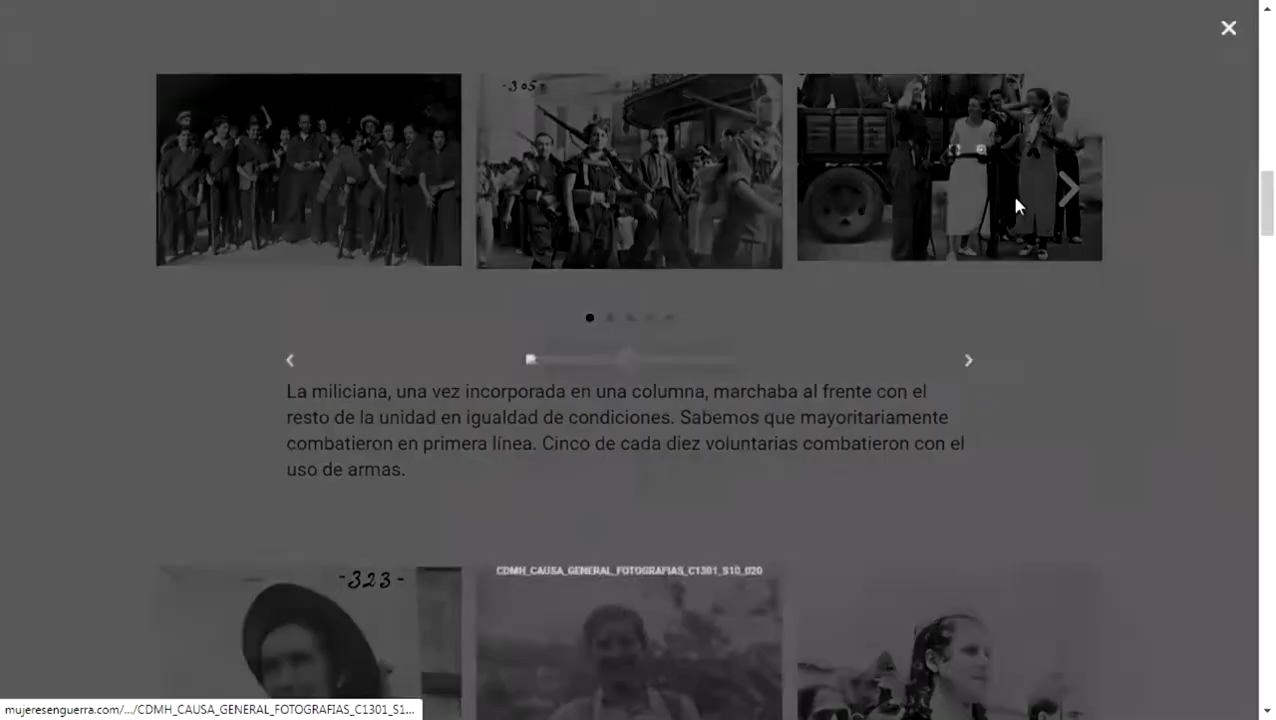 -305-
La miliciana, una vez incorporada en una columna, marchaba al frente con el
resto de la unidad en igualdad de condiciones. Sabemos que mayoritariamente
combatieron en primera línea. Cinco de cada diez voluntarias combatieron con el
uso de armas.
-323-
CDMH_CAUSA_GENERAL_FOTOGRAFIAS_C1301_S10_020
mujeresenguerra.com/.../CDMH_CAUSA_GENERAL_FOTOGRAFIAS_C1301_S1...